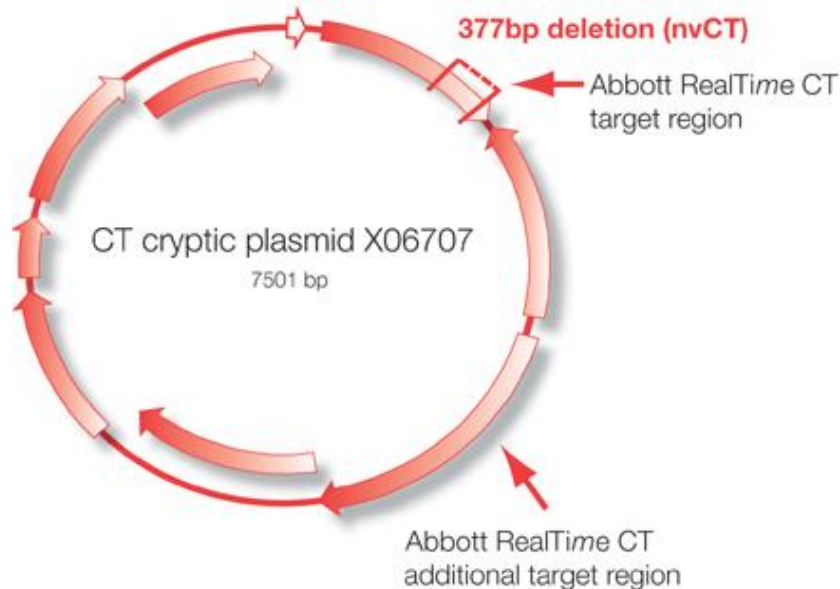 377bp deletion (nvCT)
Abbott RealTime CT
target region
CT cryptic plasmid X06707
7501 bp
Abbott RealTime CT
additional target region